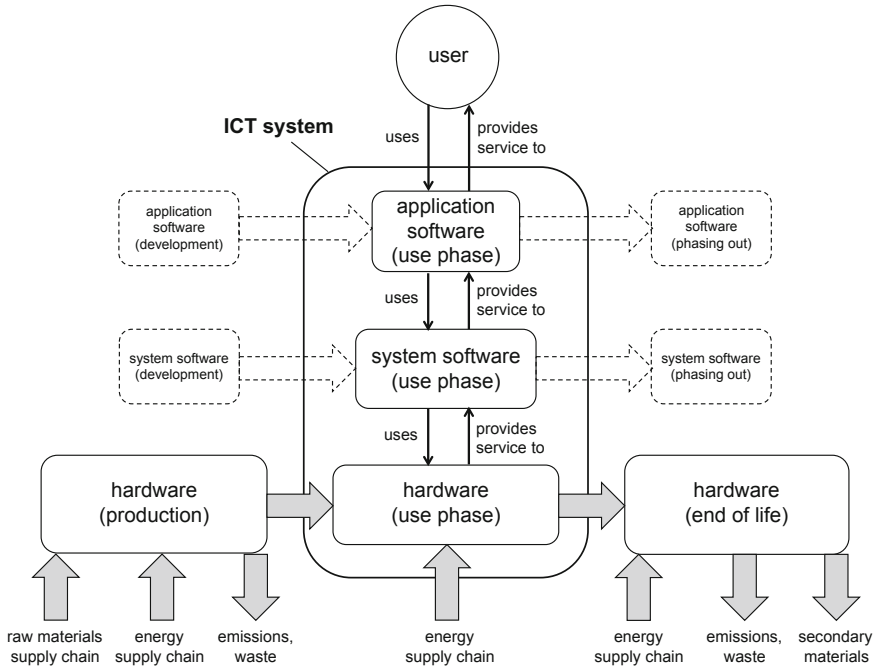 user
ICT system
uses
provides
service to
application
software
(development)
application
software
(use phase)
application
software
(phasing out)
uses
provides
service to
system software
(development)
system software
(use phase)
system software
(phasing out)
uses
provides
service to
hardware
(production)
hardware
(use phase)
hardware
(end of life)
raw materials
supply chain
energy
supply chain
emissions,
waste
energy
supply chain
energy
supply chain
emissions,
waste
secondary
materials